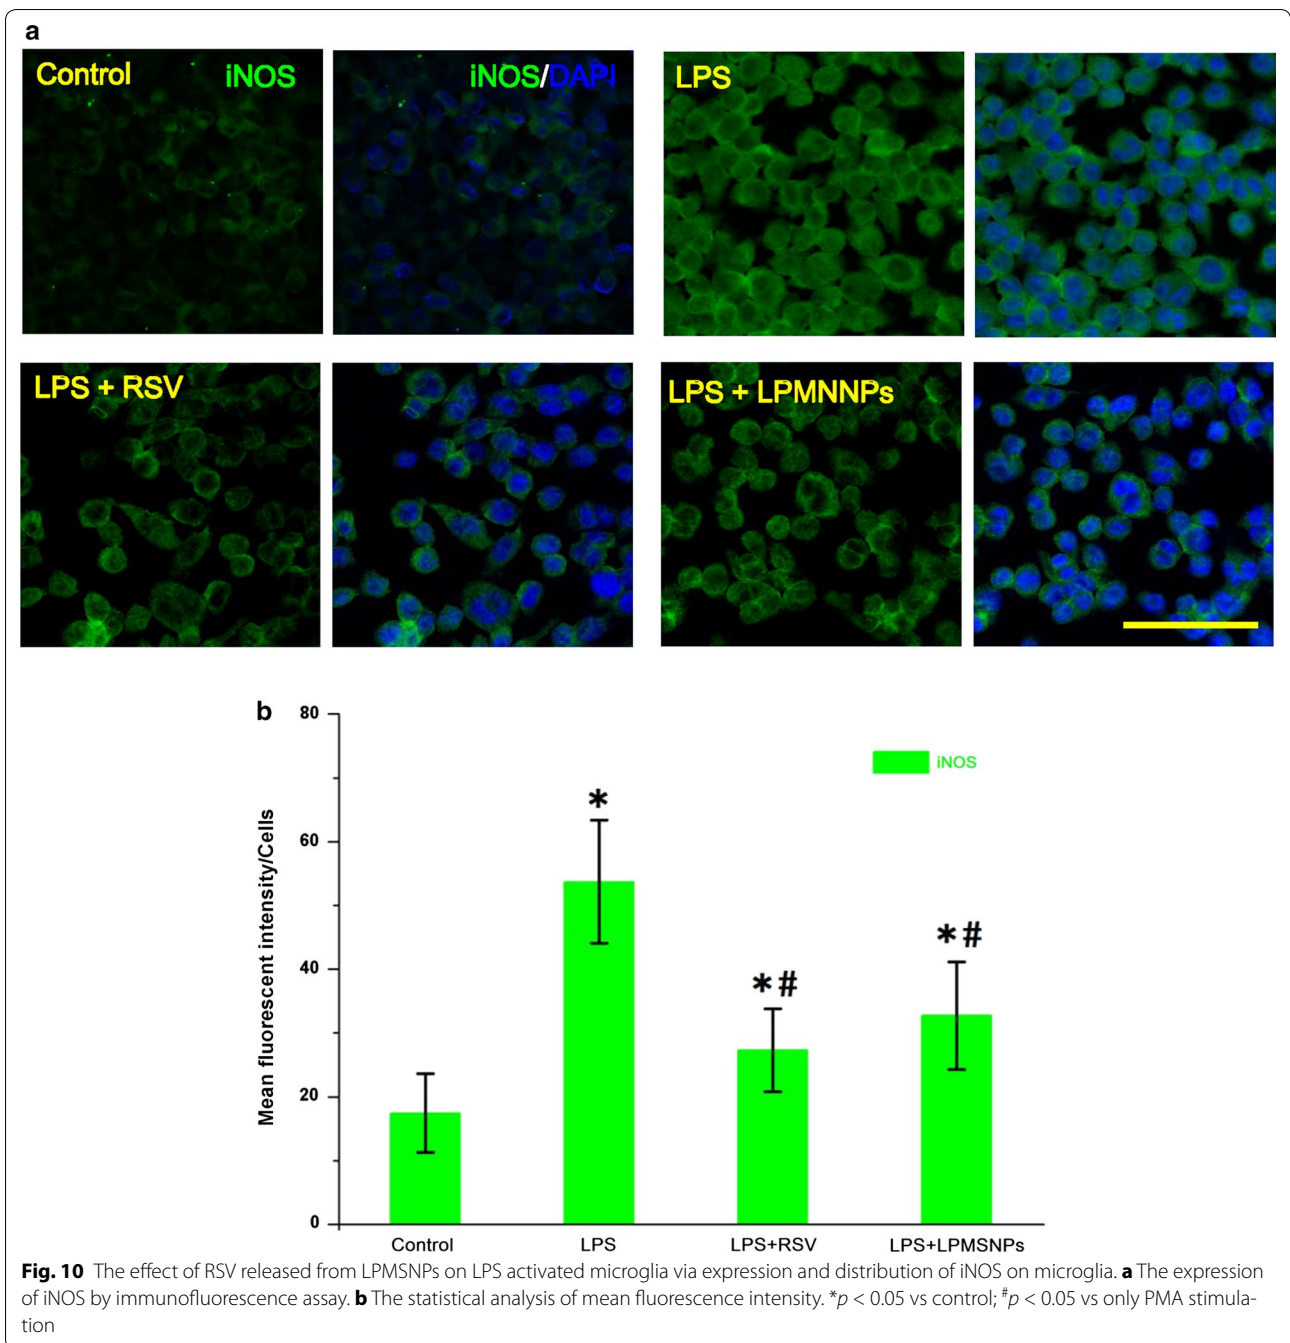 a
Control iNOS iNOS/DAPI LPS
LPS + RSV LPS + LPMNNPs
b
80
60
40
20
0
Mean fluorescent intensity/Cells
iNOS
*
*#
*#
Control LPS LPS+RSV LPS+LPMSNPs
Fig. 10 The effect of RSV released from LPMSNPs on LPS activated microglia via expression and distribution of iNOS on microglia. a The expression
of iNOS by immunofluorescence assay. b The statistical analysis of mean fluorescence intensity. *p < 0.05 vs control; #p < 0.05 vs only PMA stimula-
tion